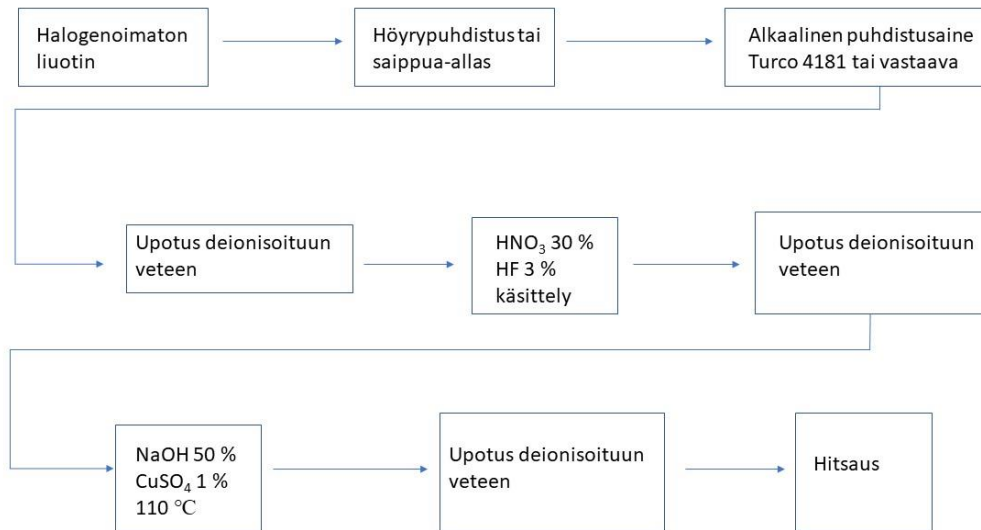 Halogenoimaton
liuotin
Höyrypuhdistus tai
saippua-allas
Alkaalinen puhdistusaine
Turco 4181 tai vastaava
Upotus deionisoituun
veteen
HNO₃ 30 %
HF 3 %
käsittely
Upotus deionisoituun
veteen
NaOH 50 %
CuSO₄ 1 %
110 ℃
Upotus deionisoituun
veteen
Hitsaus